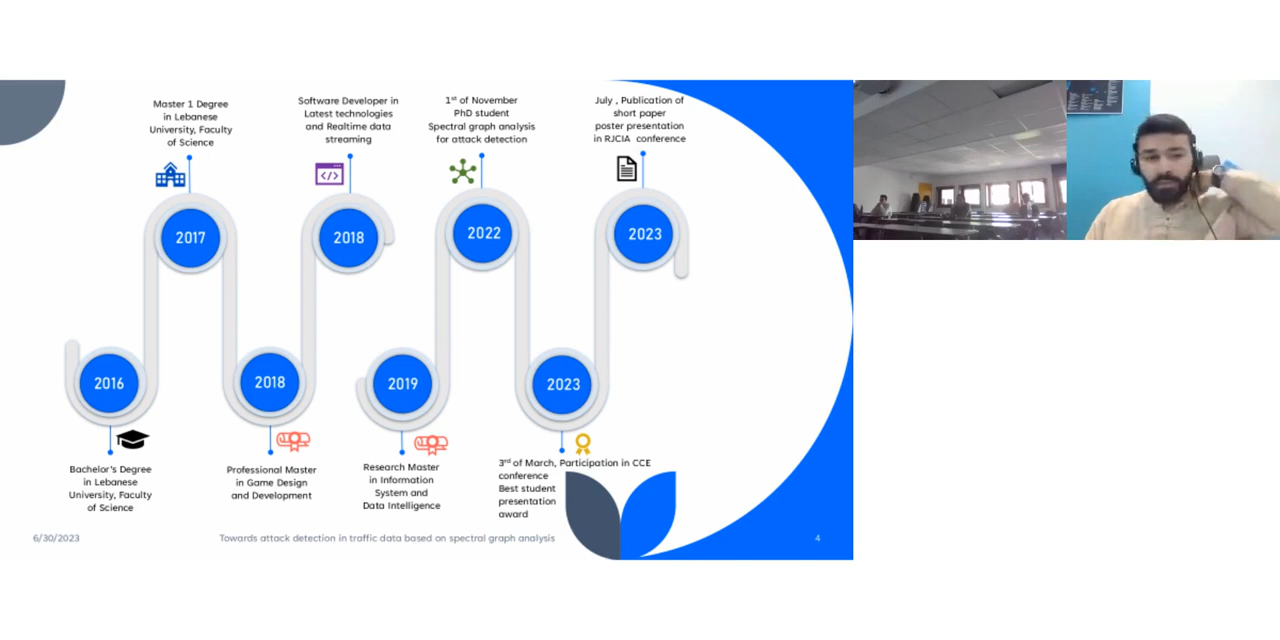 Master 1 Degree
in Lebanese
University, Faculty
of Science
Software Developer in
Latest technologies
and Realtime data
streaming
1st of November
PhD student
Spectral graph analysis
for attack detection
July , Publication of
short paper
poster presentation
in RJCIA conference
</>
2017
2018
2022
2023
2016
2018
2019
2023
Bachelor's Degree
in Lebanese
University, Faculty
of Science
Professional Master
in Game Design
and Development
Research Master
in Information
System and
Data Intelligence
3rd of March, Participation in CCE
conference
Best student
presentation
award
6/30/2023
Towards attack detection in traffic data based on spectral graph analysis
4